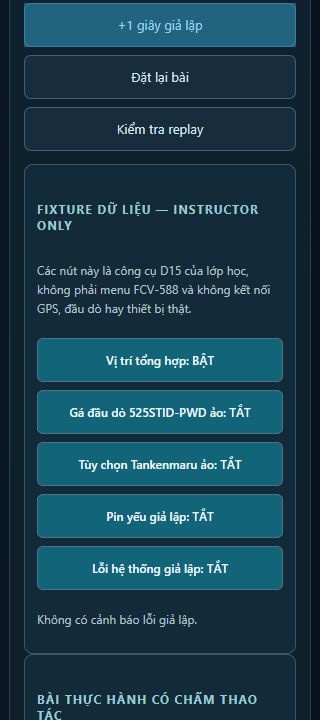 +1 giây giả lập
Đặt lại bài
Kiểm tra replay
FIXTURE DỮ LIỆU — INSTRUCTOR
ONLY
Các nút này là công cụ D15 của lớp học,
không phải menu FCV-588 và không kết nối
GPS, đầu dò hay thiết bị thật.
Vị trí tổng hợp: BẬT
Gá đầu dò 525STID-PWD ảo: TẮT
Tùy chọn Tankenmaru ảo: TẮT
Pin yếu giả lập: TẮT
Lỗi hệ thống giả lập: TẮT
Không có cảnh báo lỗi giả lập.
BÀI THỰC HÀNH CÓ CHẤM THAO
TÁC